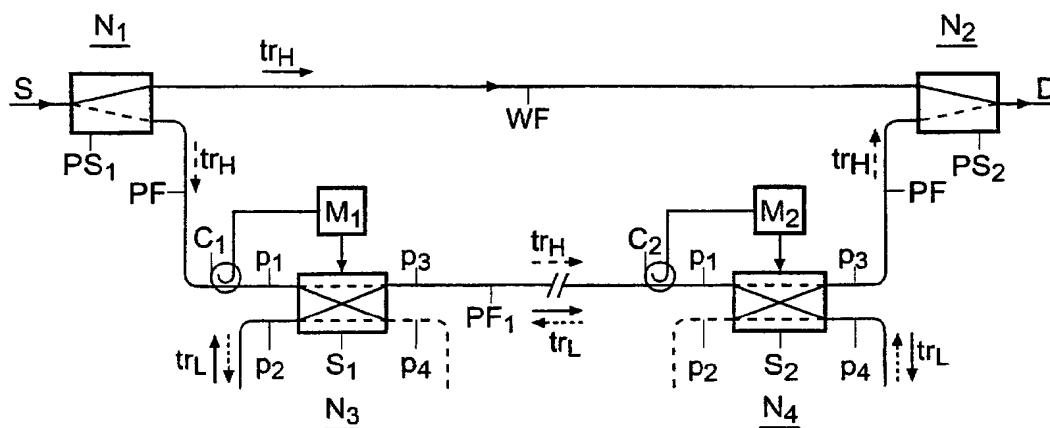 N1
N2
trH
S
D
WF
PS1
trH
trH
PS2
PF
PF
M1
M2
C1
C2
p1
p3
trH
p1
p3
PF1
trL
trL
p2
S1
p4
p2
S2
p4
trL
N3
N4